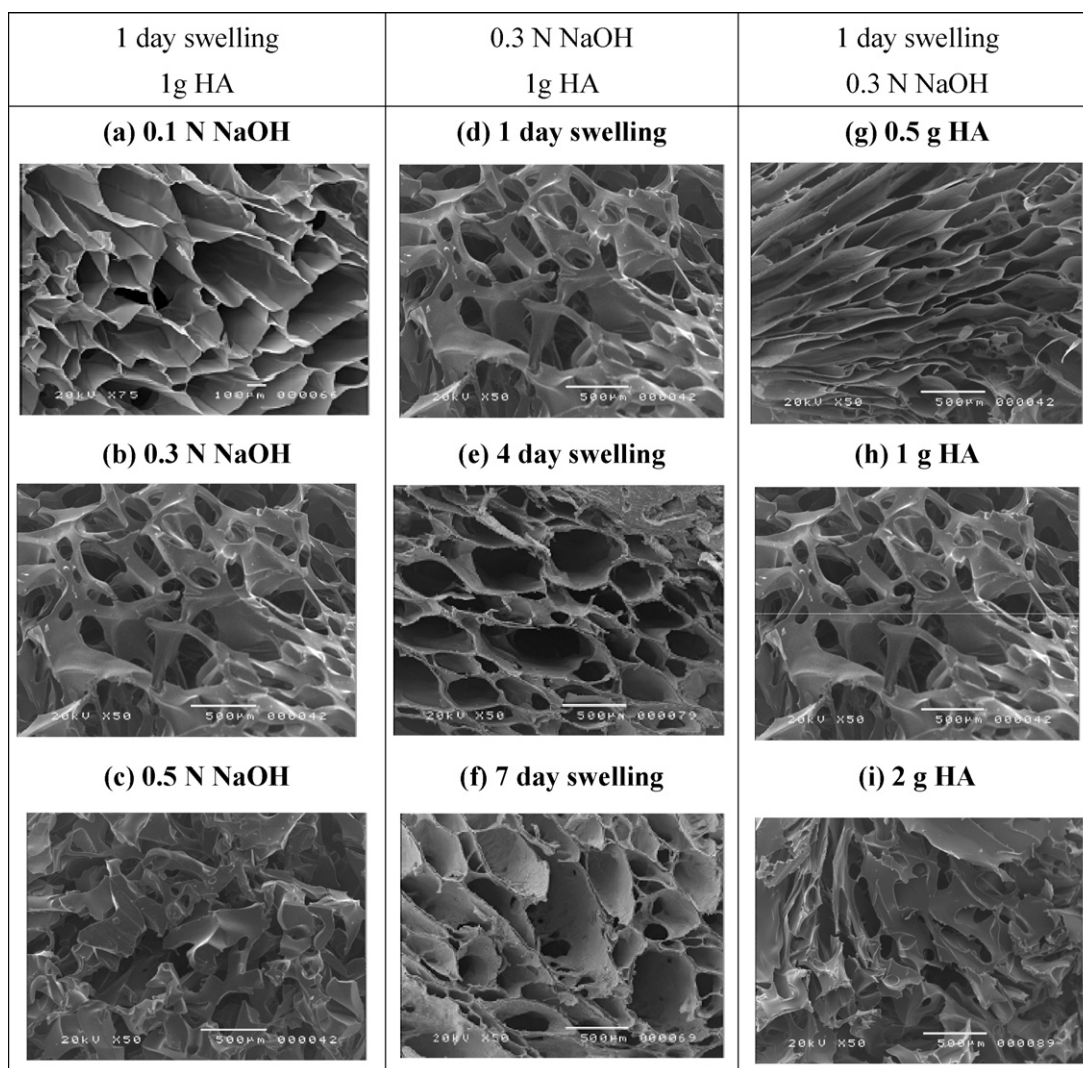 1 day swelling
1g HA
0.3 N NaOH
1g HA
1 day swelling
0.3 N NaOH
(a) 0.1 N NaOH
20kV X75 100μm 000066
(b) 0.3 N NaOH
20kV X50 500μm 000042
(c) 0.5 N NaOH
20kV X50 500μm 000042
(d) 1 day swelling
20kV X50 500μm 000042
(e) 4 day swelling
20kV X50 500μm 000079
(f) 7 day swelling
20kV X50 500μm 000069
(g) 0.5 g HA
20kV X50 500μm 000042
(h) 1 g HA
20kV X50 500μm 000042
(i) 2 g HA
20kV X50 500μm 000089